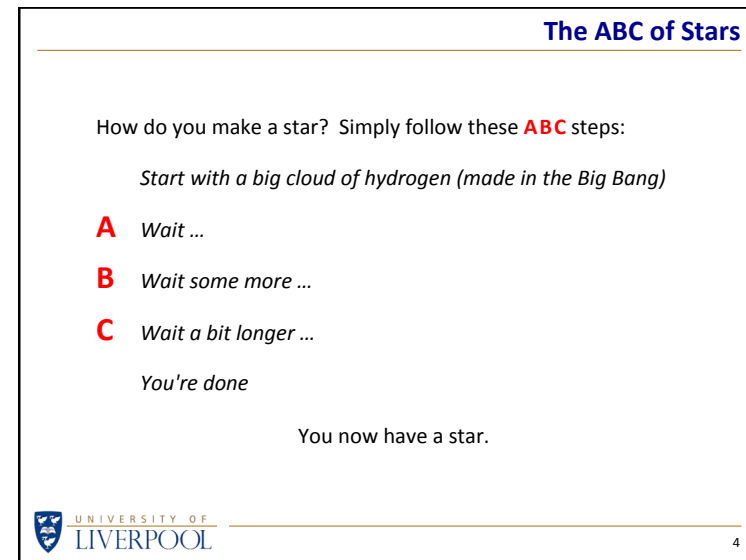 The ABC of Stars
How do you make a star? Simply follow these ABC steps:
Start with a big cloud of hydrogen (made in the Big Bang)
A Wait …
B Wait some more …
C Wait a bit longer …
You're done
You now have a star.
UNIVERSITY OF
LIVERPOOL
4